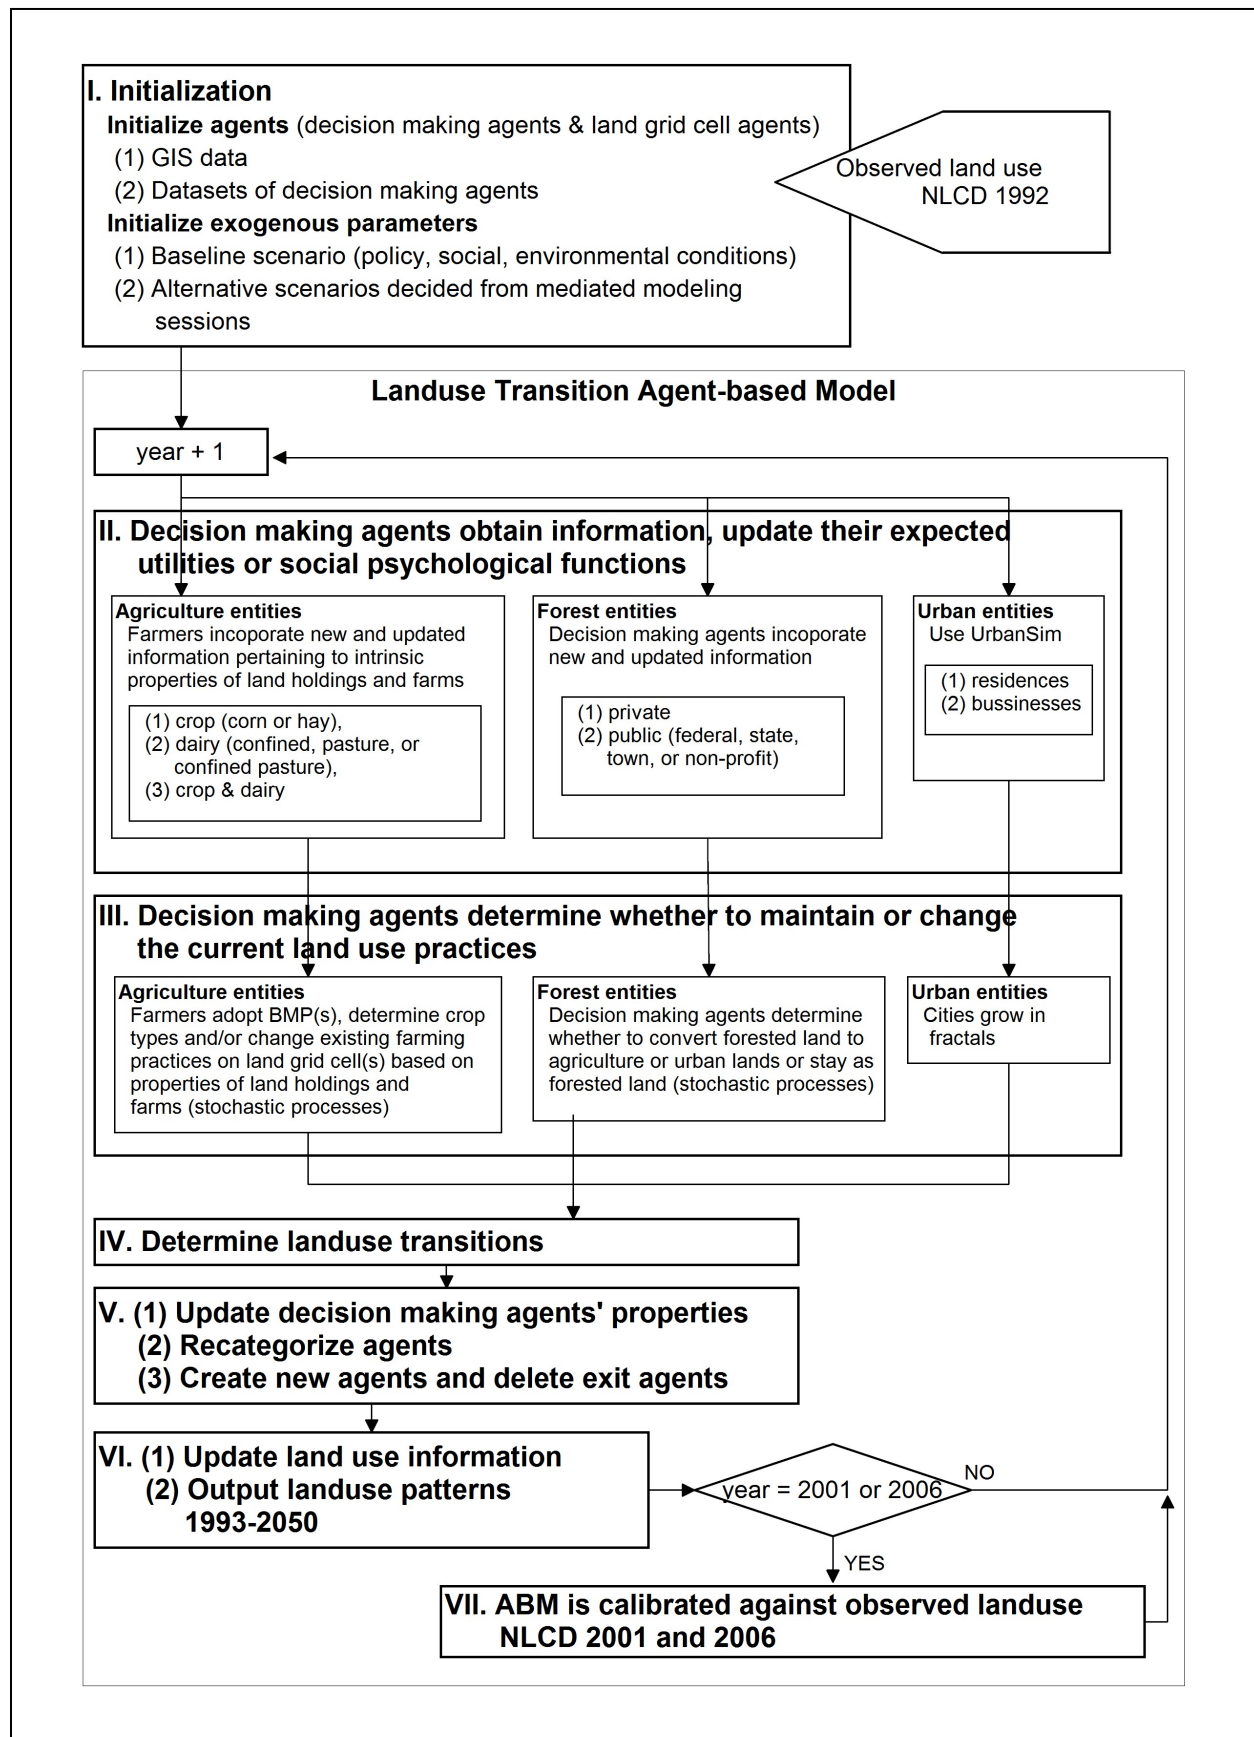 I. Initialization
Initialize agents (decision making agents & land grid cell agents)
(1) GIS data
(2) Datasets of decision making agents
Initialize exogenous parameters
(1) Baseline scenario (policy, social, environmental conditions)
(2) Alternative scenarios decided from mediated modeling
sessions
Observed land use
NLCD 1992
Landuse Transition Agent-based Model
year + 1
II. Decision making agents obtain information, update their expected
utilities or social psychological functions
Agriculture entities
Farmers incoporate new and updated
information pertaining to intrinsic
properties of land holdings and farms
(1) crop (corn or hay),
(2) dairy (confined, pasture, or
confined pasture),
(3) crop & dairy
Forest entities
Decision making agents incoporate
new and updated information
(1) private
(2) public (federal, state,
town, or non-profit)
Urban entities
Use UrbanSim
(1) residences
(2) bussinesses
III. Decision making agents determine whether to maintain or change
the current land use practices
Agriculture entities
Farmers adopt BMP(s), determine crop
types and/or change existing farming
practices on land grid cell(s) based on
properties of land holdings and
farms (stochastic processes)
Forest entities
Decision making agents determine
whether to convert forested land to
agriculture or urban lands or stay as
forested land (stochastic processes)
Urban entities
Cities grow in
fractals
IV. Determine landuse transitions
V. (1) Update decision making agents' properties
(2) Recategorize agents
(3) Create new agents and delete exit agents
VI. (1) Update land use information
(2) Output landuse patterns
1993-2050
year = 2001 or 2006
NO
YES
VII. ABM is calibrated against observed landuse
NLCD 2001 and 2006